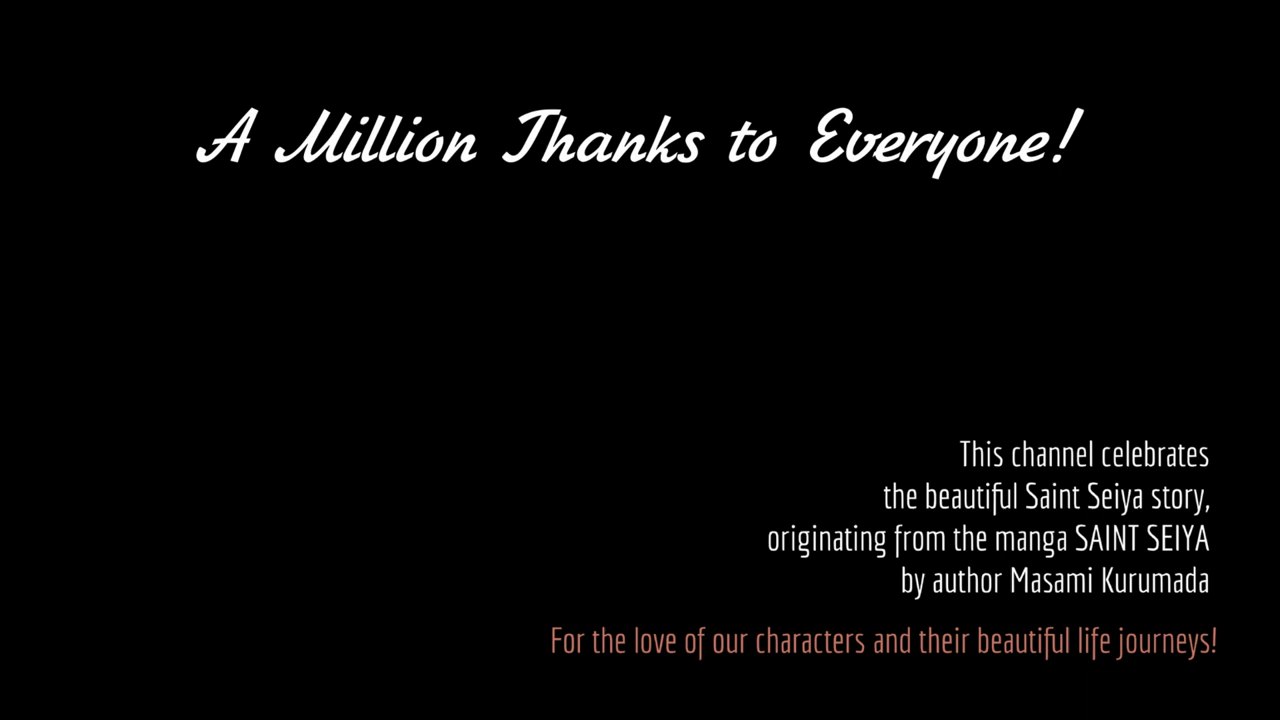 A Million Thanks to Everyone!
This channel celebrates
the beautiful Saint Seiya story,
originating from the manga SAINT SEIYA
by author Masami Kurumada
For the love of our characters and their beautiful life journeys!